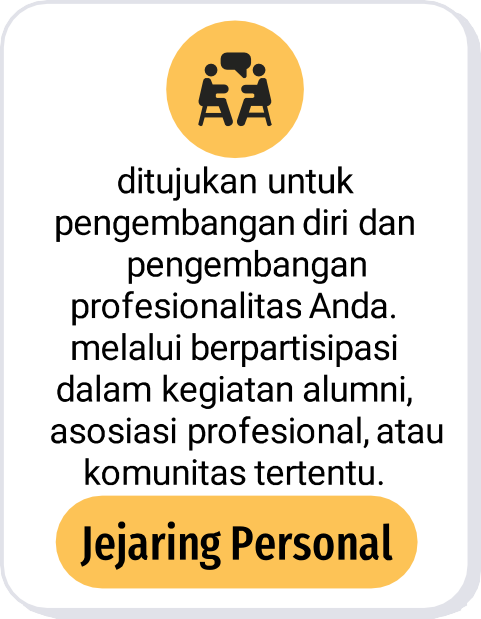 ditujukan untuk
pengembangan diri dan
pengembangan
profesionalitas Anda.
melalui berpartisipasi
dalam kegiatan alumni,
asosiasi profesional, atau
komunitas tertentu.
Jejaring Personal